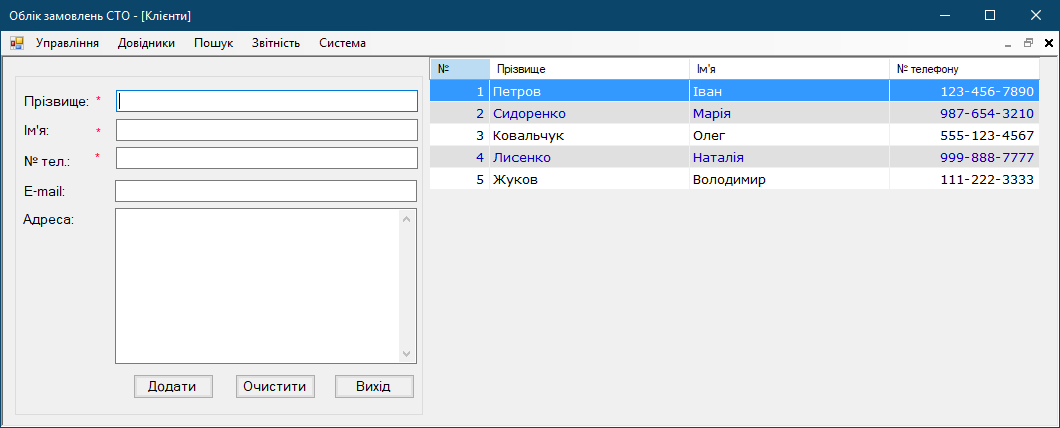 Облік замовлень СТО - [Клієнти]
Управління Довідники Пошук Звітність Система
Прізвище: *
Ім'я: *
№ тел.: *
E-mail:
Адреса:
Додати Очистити Вихід
№ Прізвище Ім'я № телефону
1 Петров Іван 123-456-7890
2 Сидоренко Марія 987-654-3210
3 Ковальчук Олег 555-123-4567
4 Лисенко Наталія 999-888-7777
5 Жуков Володимир 111-222-3333